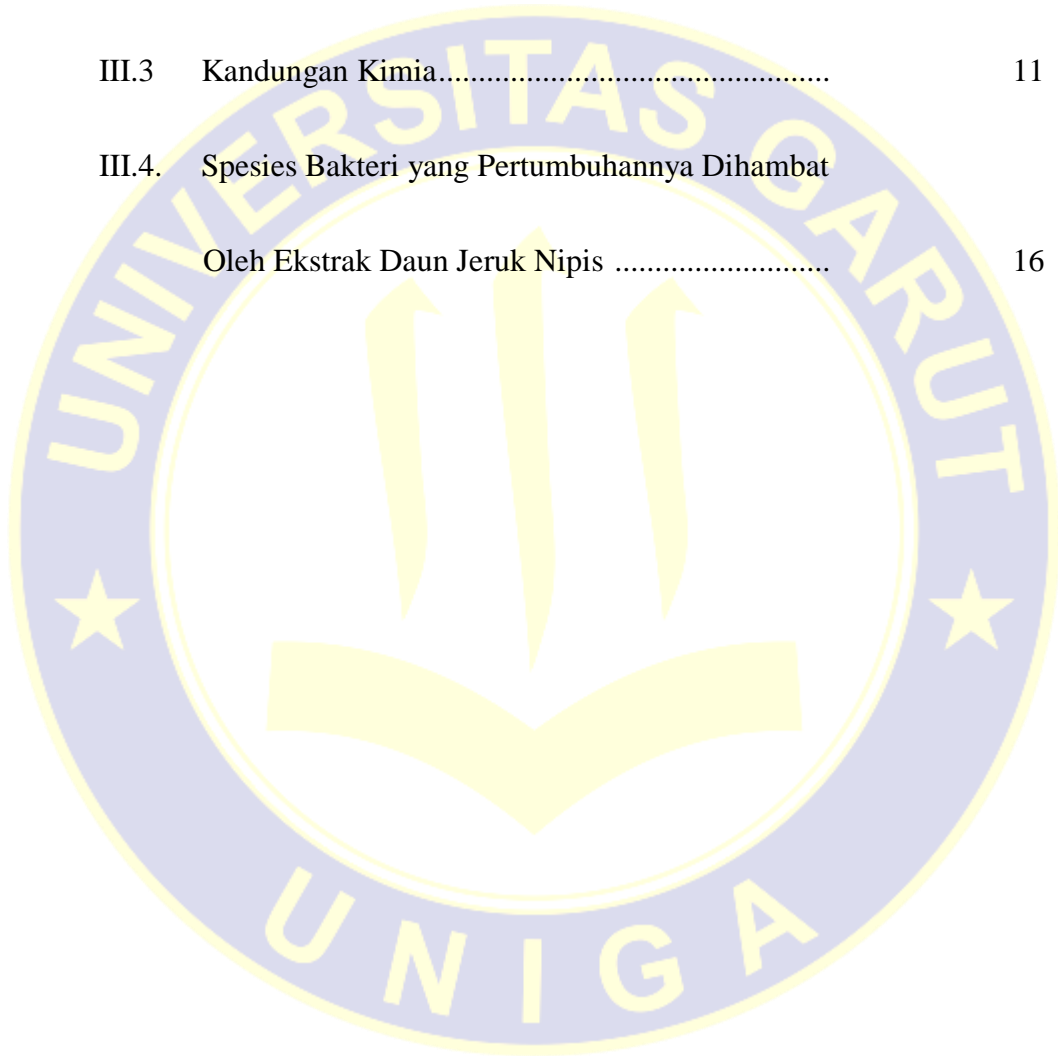 III.3 Kandungan Kimia.................................................. 11
III.4. Spesies Bakteri yang Pertumbuhannya Dihambat
Oleh Ekstrak Daun Jeruk Nipis ........................... 16
UNIVERSITAS GARUT
UNIGA